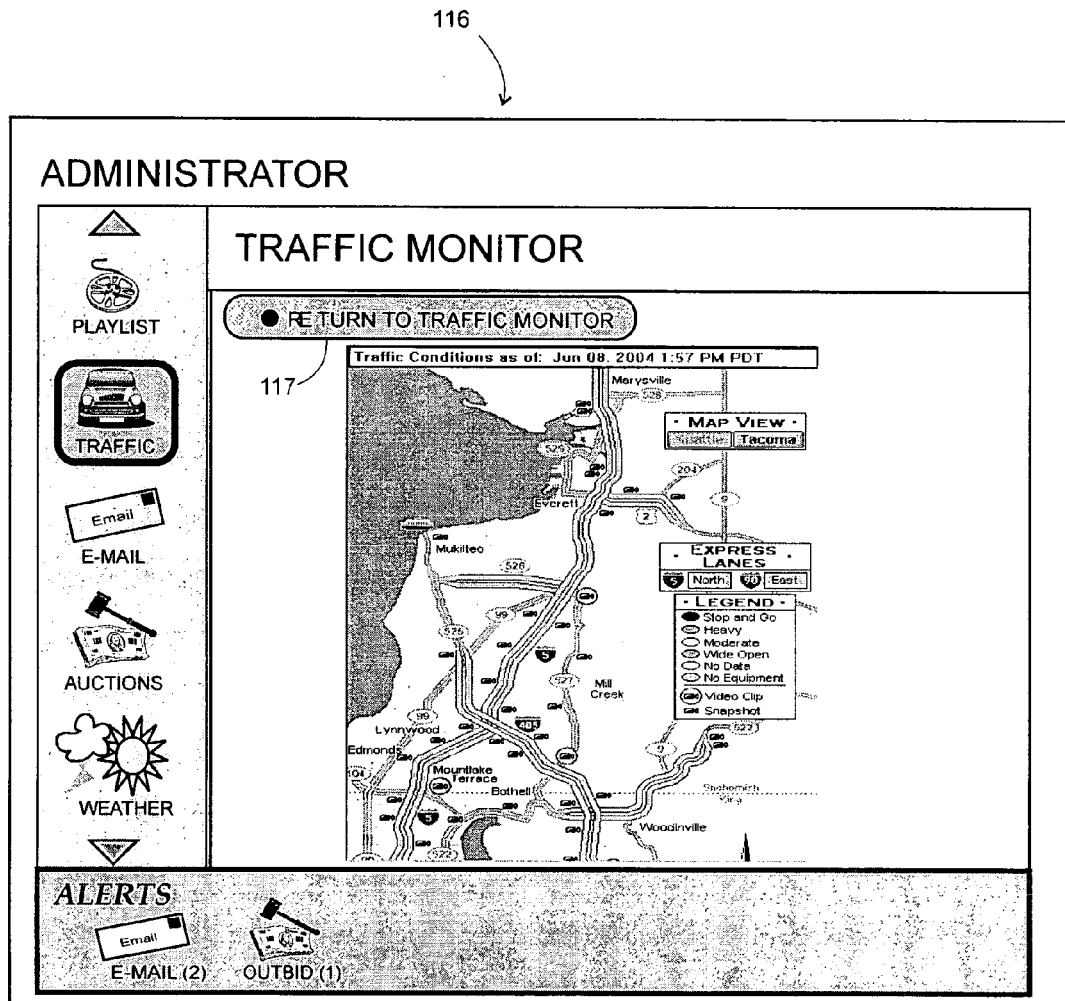 116
ADMINISTRATOR
TRAFFIC MONITOR
PLAYLIST
RETURN TO TRAFFIC MONITOR
117
Traffic Conditions as of: Jun 08, 2004 1:57 PM PDT
TRAFFIC
Marysville
528
· MAP VIEW ·
Seattle Tacoma
529
204
Everett
9
2
Email
E-MAIL
Mukilteo
526
· EXPRESS LANES ·
5 North 90 East
99
· LEGEND ·
Stop and Go
Heavy
Moderate
Wide Open
No Data
No Equipment
Video Clip
Snapshot
525
5
527
Mill
Creek
AUCTIONS
99
405
522
Lynnwood
Edmonds
9
104
Mountlake
Terrace
Bothell
Snohomish
King
WEATHER
5
Woodinville
522
ALERTS
Email
E-MAIL (2)
OUTBID (1)